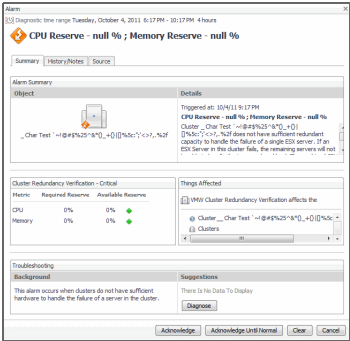 Alarm
Diagnostic time range Tuesday, October 4, 2011 6:17 PM - 10:17 PM 4 hours
CPU Reserve - null % ; Memory Reserve - null %
Summary History/Notes Source
Alarm Summary
Object
_ Char Test `~!@#$%25^&*()_+{}|[]%5c:";'<>?,.%2f
Details
Triggered at: 10/4/11 9:17 PM
CPU Reserve - null % ; Memory Reserve - null %
Cluster _ Char Test `~!@#$%25^&*()_+{}|
[]%5c:";'<>?,.%2f does not have sufficient redundant
capacity to handle the failure of a single ESX server. If an
ESX Server in this cluster fails, the remaining servers will not
Cluster Redundancy Verification - Critical
Metric Required Reserve Available Reserve
CPU 0% 0%
Memory 0% 0%
Things Affected
VMW Cluster Redundancy Verification affects the
Cluster _ Char Test `~!@#$%25^&*()_+{}|[]%5c
Clusters
Troubleshooting
Background
This alarm occurs when clusters do not have sufficient
hardware to handle the failure of a server in the cluster.
Suggestions
There Is No Data To Display
Diagnose
Acknowledge Acknowledge Until Normal Clear Cancel